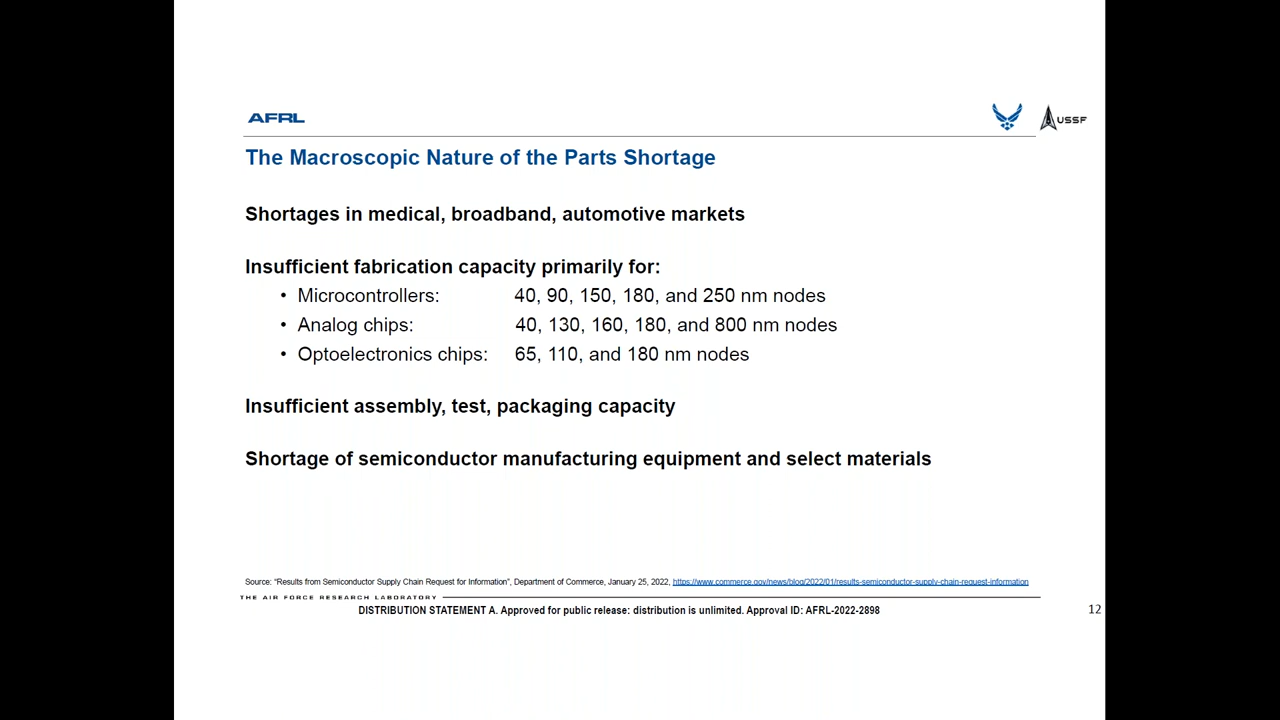 AFRL
USSF
The Macroscopic Nature of the Parts Shortage
Shortages in medical, broadband, automotive markets
Insufficient fabrication capacity primarily for:
• Microcontrollers: 40, 90, 150, 180, and 250 nm nodes
• Analog chips: 40, 130, 160, 180, and 800 nm nodes
• Optoelectronics chips: 65, 110, and 180 nm nodes
Insufficient assembly, test, packaging capacity
Shortage of semiconductor manufacturing equipment and select materials
Source: "Results from Semiconductor Supply Chain Request for Information", Department of Commerce, January 25, 2022, https://www.commerce.gov/news/blog/2022/01/results-semiconductor-supply-chain-request-information
THE AIR FORCE RESEARCH LABORATORY
DISTRIBUTION STATEMENT A. Approved for public release: distribution is unlimited. Approval ID: AFRL-2022-2898
12